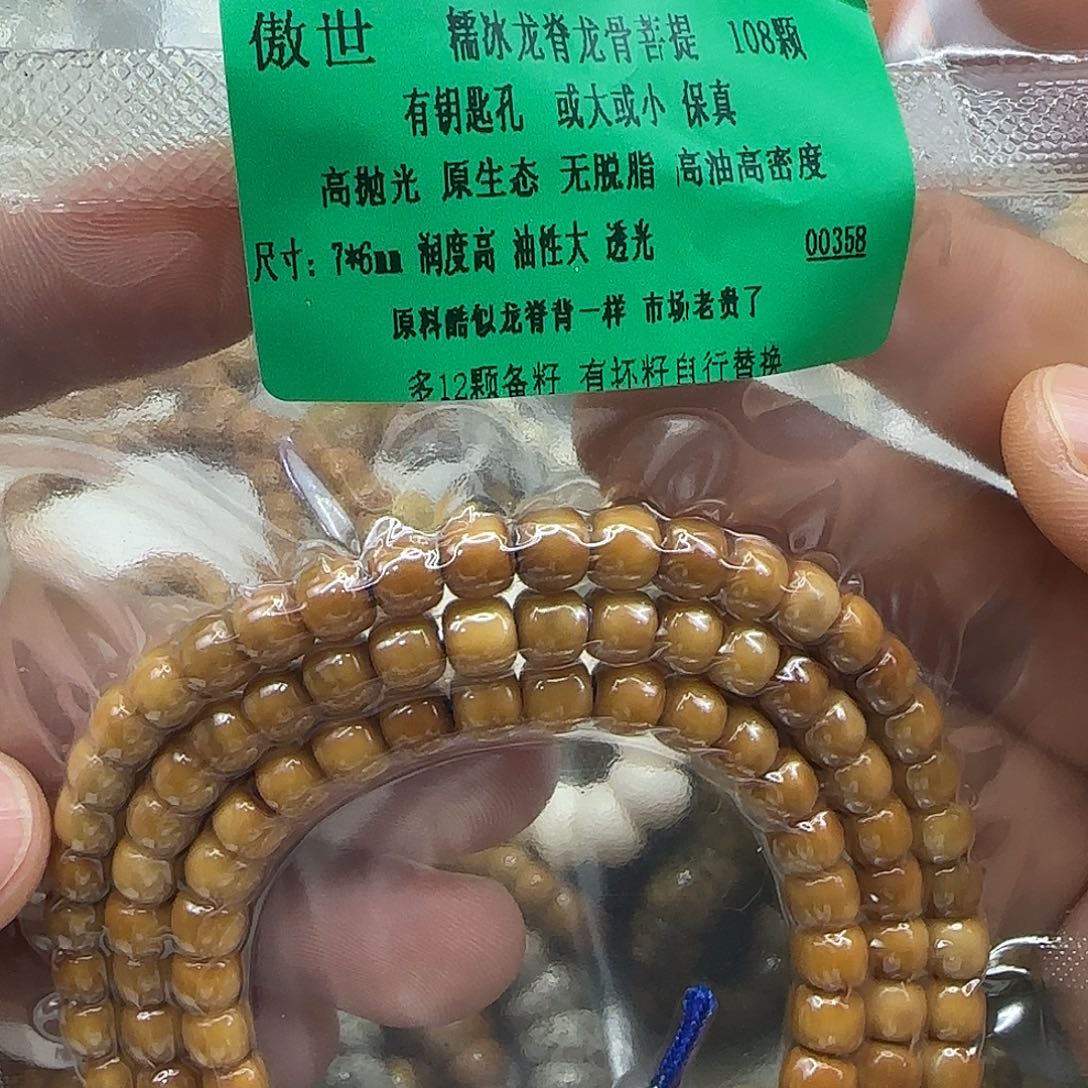 傲世 糯冰龙脊龙骨菩提 108颗
有钥匙孔 或大或小 保真
高抛光 原生态 无脱脂 高油高密度
尺寸：7*6mm 润度高 油性大 透光 00358
原料酷似龙脊背一样 市场老贵了
多12颗备籽 有坏籽自行替换